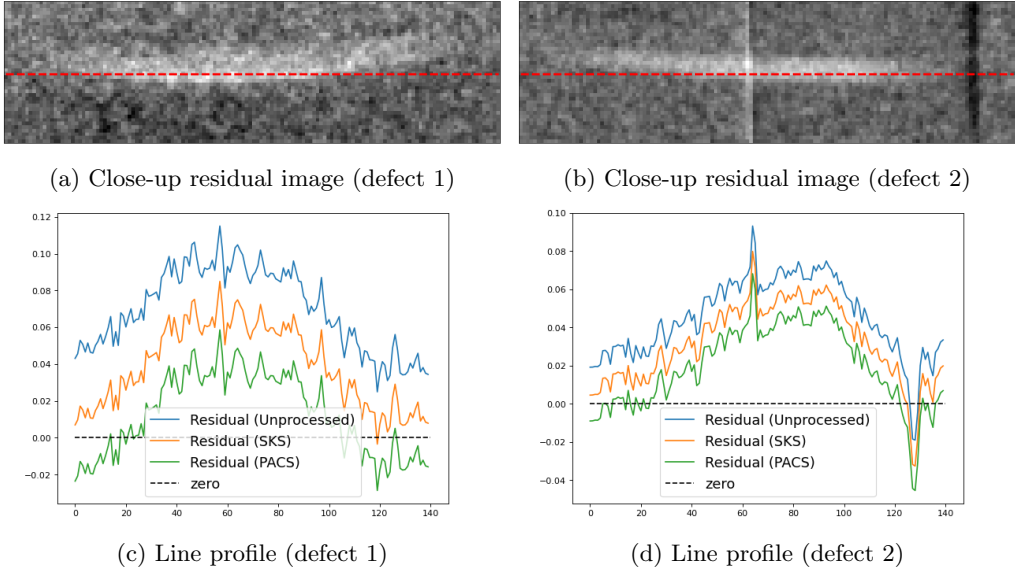 (a) Close-up residual image (defect 1)
(b) Close-up residual image (defect 2)
0.12
0.10
0.08
0.06
0.04
0.02
0.00
−0.02
Residual (Unprocessed)
Residual (SKS)
Residual (PACS)
zero
0 20 40 60 80 100 120 140
(c) Line profile (defect 1)
0.10
0.08
0.06
0.04
0.02
0.00
−0.02
−0.04
Residual (Unprocessed)
Residual (SKS)
Residual (PACS)
zero
0 20 40 60 80 100 120 140
(d) Line profile (defect 2)